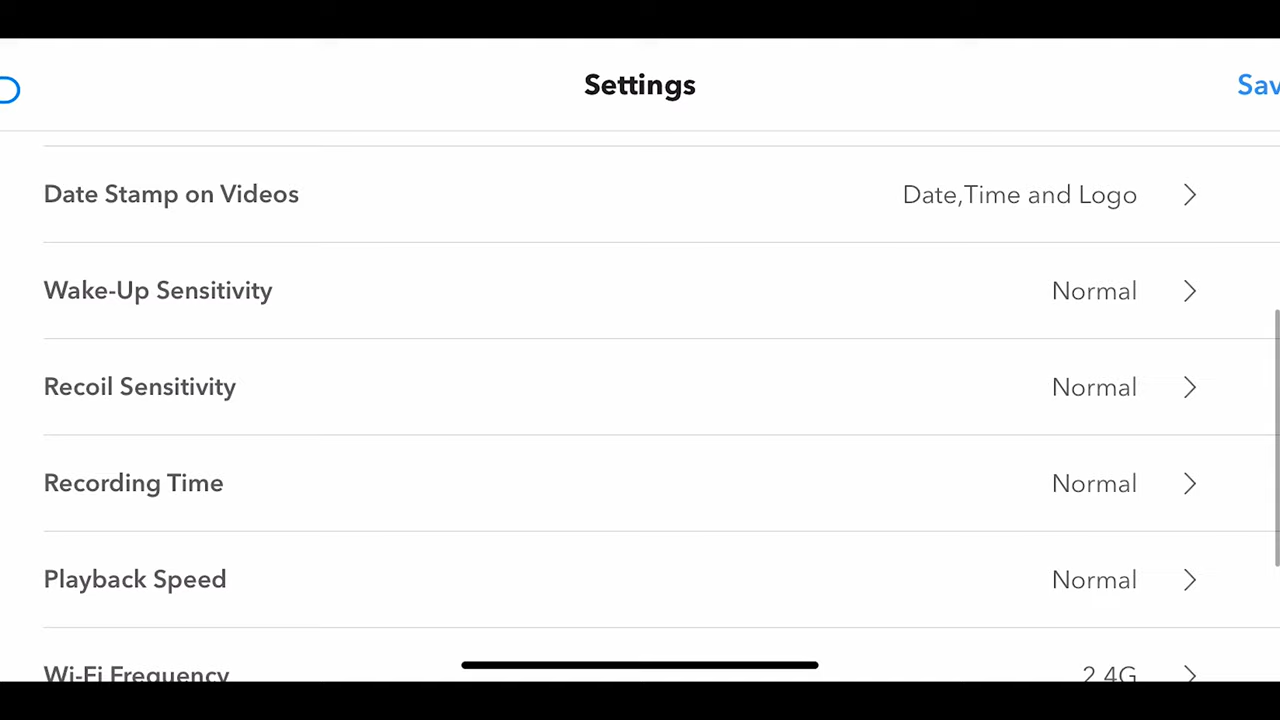 Settings
Sav
Date Stamp on Videos Date,Time and Logo
Wake-Up Sensitivity Normal
Recoil Sensitivity Normal
Recording Time Normal
Playback Speed Normal
Wi-Fi Frequency 2.4G